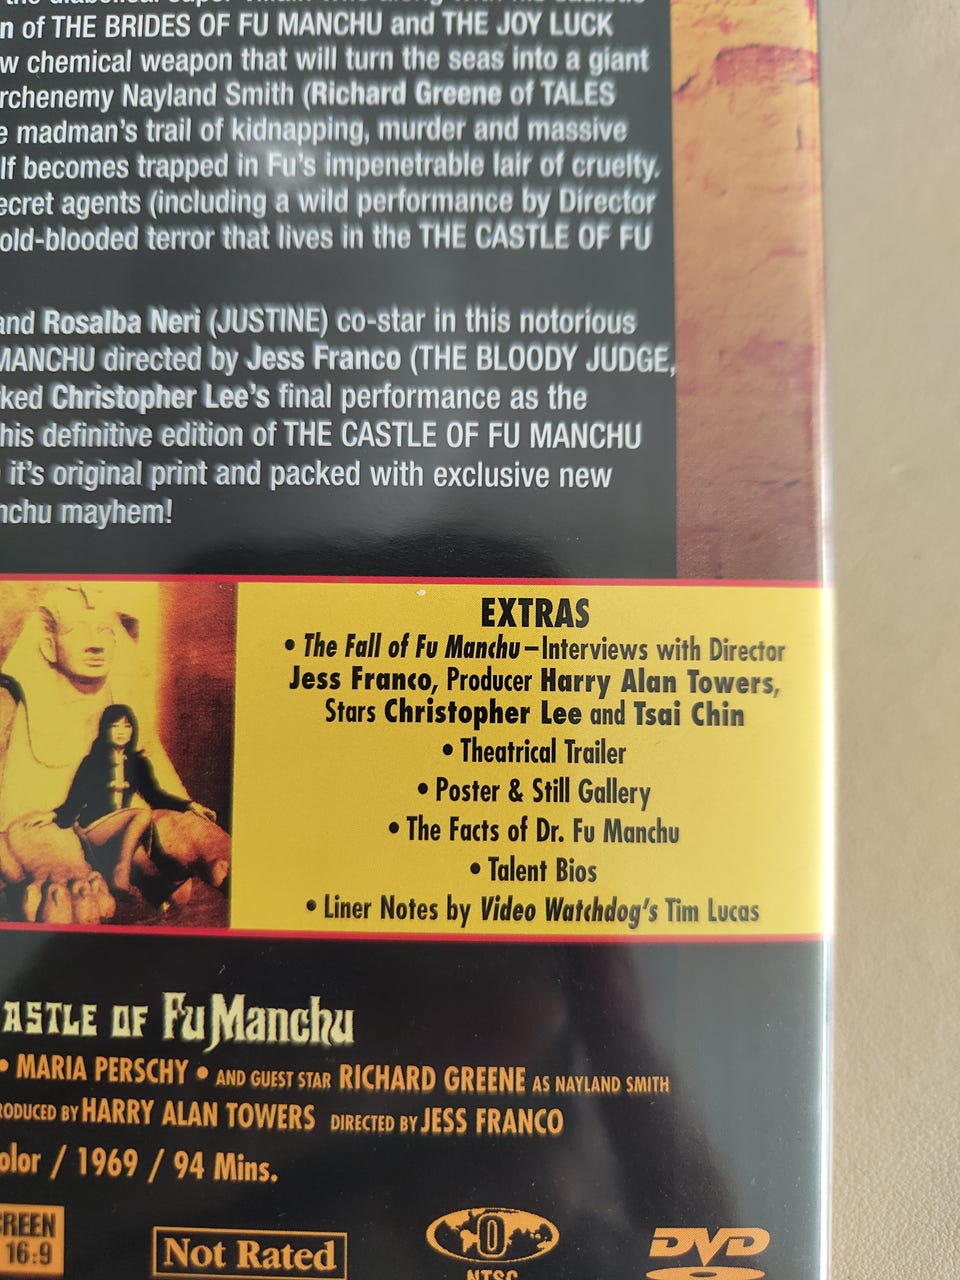 n of THE BRIDES OF FU MANCHU and THE JOY LUCK
w chemical weapon that will turn the seas into a giant
rchenemy Nayland Smith (Richard Greene of TALES
e madman's trail of kidnapping, murder and massive
lf becomes trapped in Fu's impenetrable lair of cruelty.
ecret agents (including a wild performance by Director
old-blooded terror that lives in the THE CASTLE OF FU
and Rosalba Neri (JUSTINE) co-star in this notorious
MANCHU directed by Jess Franco (THE BLOODY JUDGE,
ked Christopher Lee's final performance as the
his definitive edition of THE CASTLE OF FU MANCHU
it's original print and packed with exclusive new
nchu mayhem!
EXTRAS
• The Fall of Fu Manchu—Interviews with Director
Jess Franco, Producer Harry Alan Towers,
Stars Christopher Lee and Tsai Chin
• Theatrical Trailer
• Poster & Still Gallery
• The Facts of Dr. Fu Manchu
• Talent Bios
• Liner Notes by Video Watchdog's Tim Lucas
ASTLE OF Fu Manchu
• MARIA PERSCHY • AND GUEST STAR RICHARD GREENE AS NAYLAND SMITH
RODUCED BY HARRY ALAN TOWERS DIRECTED BY JESS FRANCO
olor / 1969 / 94 Mins.
CREEN
16:9
Not Rated
0
NTSC
DVD